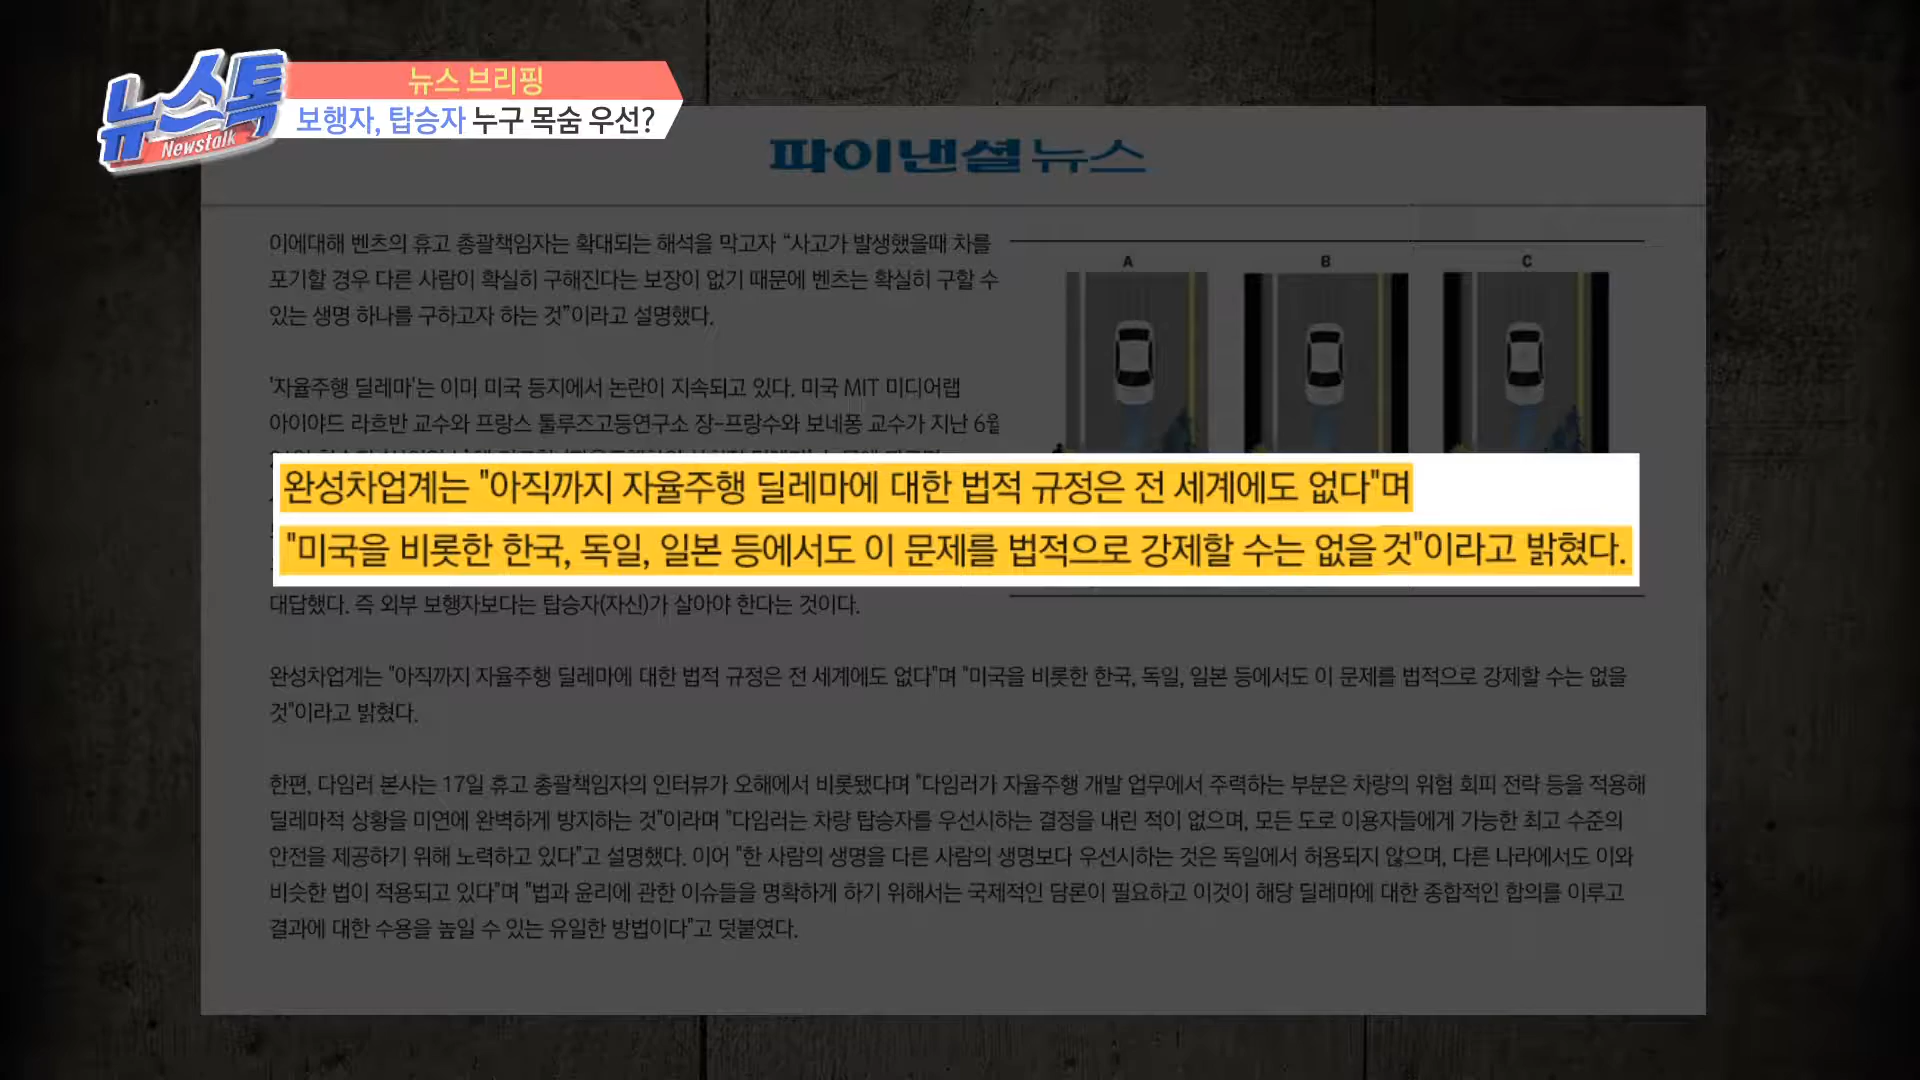 뉴스톡
Newstalk
뉴스 브리핑
보행자, 탑승자 누구 목숨 우선?
파이낸셜뉴스
이에대해 벤츠의 휴고 총괄책임자는 확대되는 해석을 막고자 “사고가 발생했을때 차를
포기할 경우 다른 사람이 확실히 구해진다는 보장이 없기 때문에 벤츠는 확실히 구할 수
있는 생명 하나를 구하고자 하는 것”이라고 설명했다.
A B C
'자율주행 딜레마'는 이미 미국 등지에서 논란이 지속되고 있다. 미국 MIT 미디어랩
아이야드 라흐반 교수와 프랑스 툴루즈고등연구소 장-프랑수와 보네퐁 교수가 지난 6월
완성차업계는 "아직까지 자율주행 딜레마에 대한 법적 규정은 전 세계에도 없다"며
"미국을 비롯한 한국, 독일, 일본 등에서도 이 문제를 법적으로 강제할 수는 없을 것"이라고 밝혔다.
대답했다. 즉 외부 보행자보다는 탑승자(자신)가 살아야 한다는 것이다.
완성차업계는 "아직까지 자율주행 딜레마에 대한 법적 규정은 전 세계에도 없다"며 "미국을 비롯한 한국, 독일, 일본 등에서도 이 문제를 법적으로 강제할 수는 없을
것"이라고 밝혔다.
한편, 다임러 본사는 17일 휴고 총괄책임자의 인터뷰가 오해에서 비롯됐다며 "다임러가 자율주행 개발 업무에서 주력하는 부분은 차량의 위험 회피 전략 등을 적용해
딜레마적 상황을 미연에 완벽하게 방지하는 것"이라며 "다임러는 차량 탑승자를 우선시하는 결정을 내린 적이 없으며, 모든 도로 이용자들에게 가능한 최고 수준의
안전을 제공하기 위해 노력하고 있다"고 설명했다. 이어 "한 사람의 생명을 다른 사람의 생명보다 우선시하는 것은 독일에서 허용되지 않으며, 다른 나라에서도 이와
비슷한 법이 적용되고 있다"며 "법과 윤리에 관한 이슈들을 명확하게 하기 위해서는 국제적인 담론이 필요하고 이것이 해당 딜레마에 대한 종합적인 합의를 이루고
결과에 대한 수용을 높일 수 있는 유일한 방법이다"고 덧붙였다.